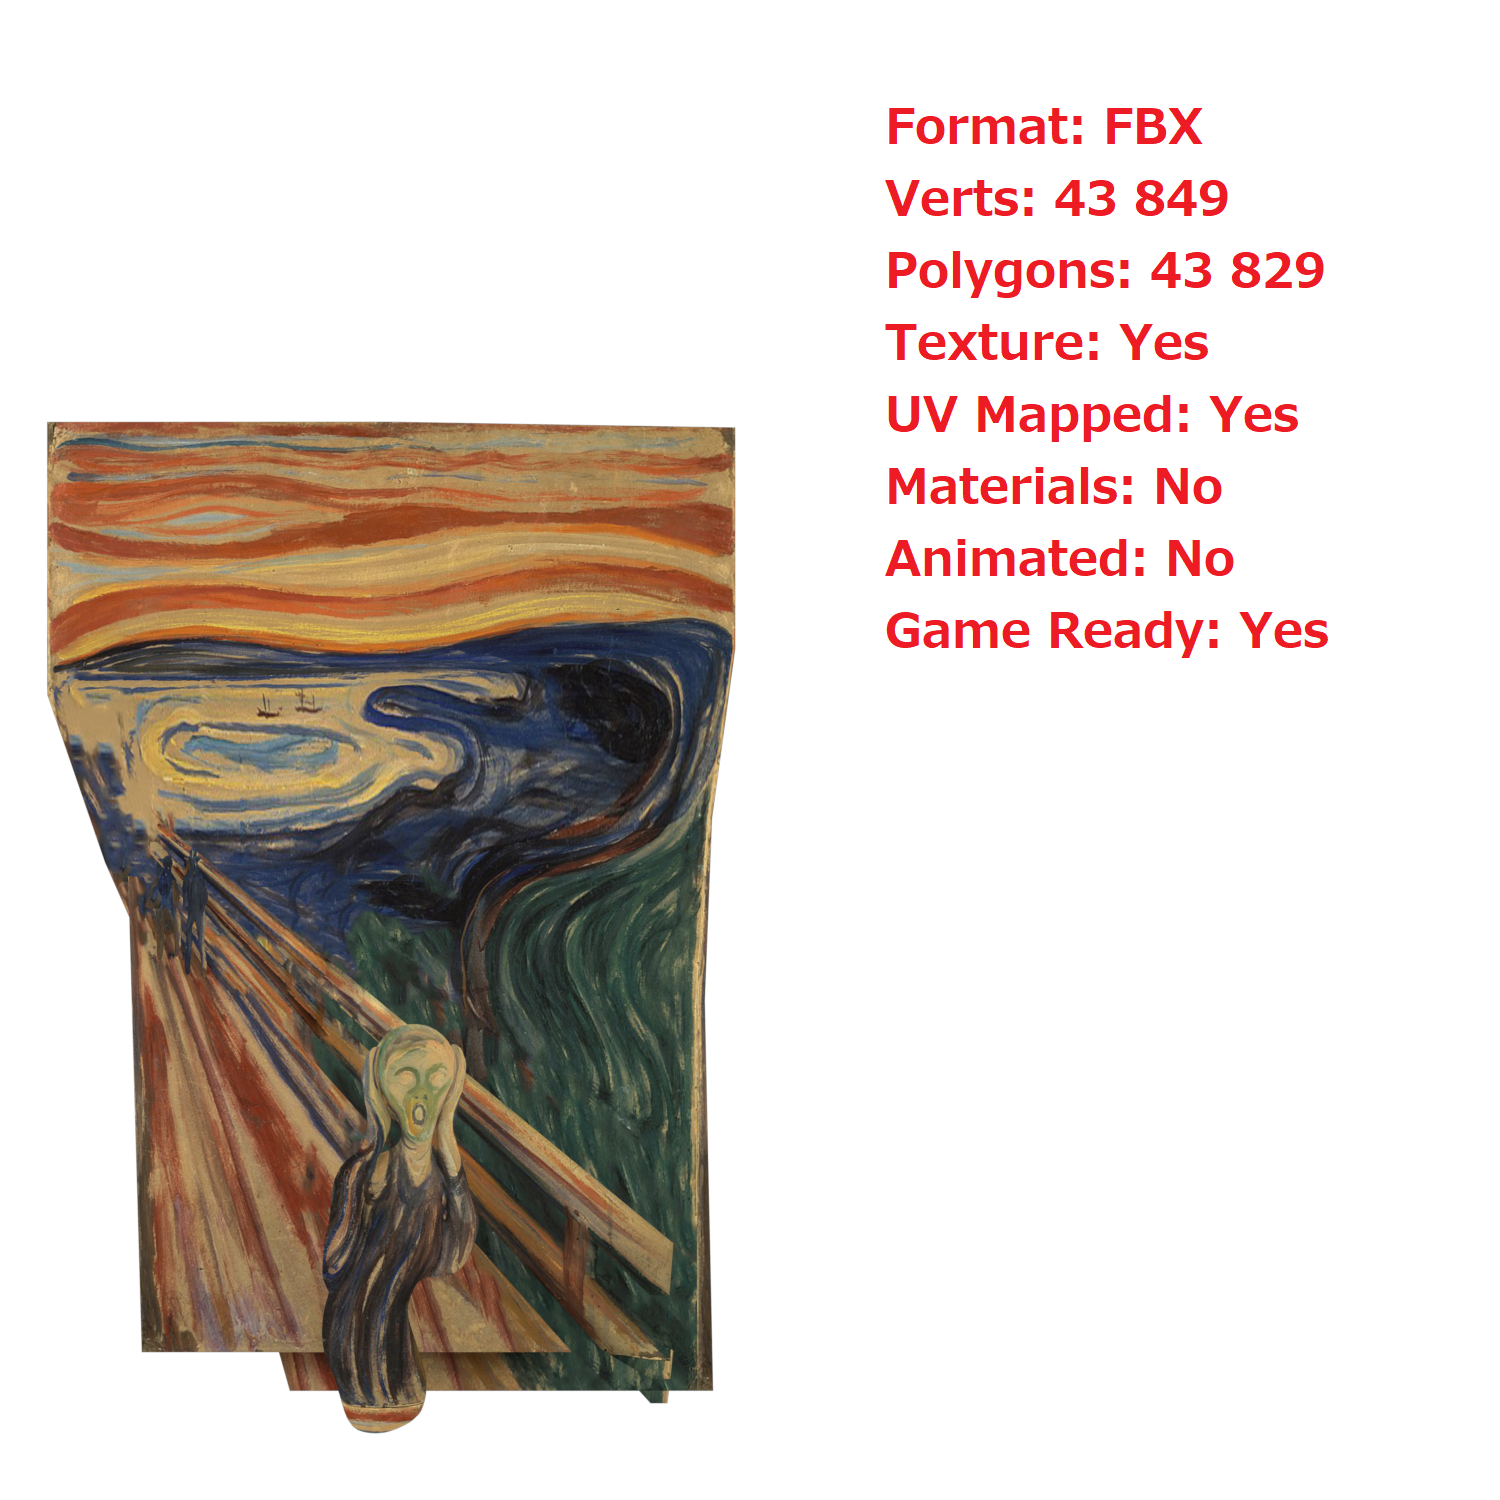 Format: FBX
Verts: 43 849
Polygons: 43 829
Texture: Yes
UV Mapped: Yes
Materials: No
Animated: No
Game Ready: Yes